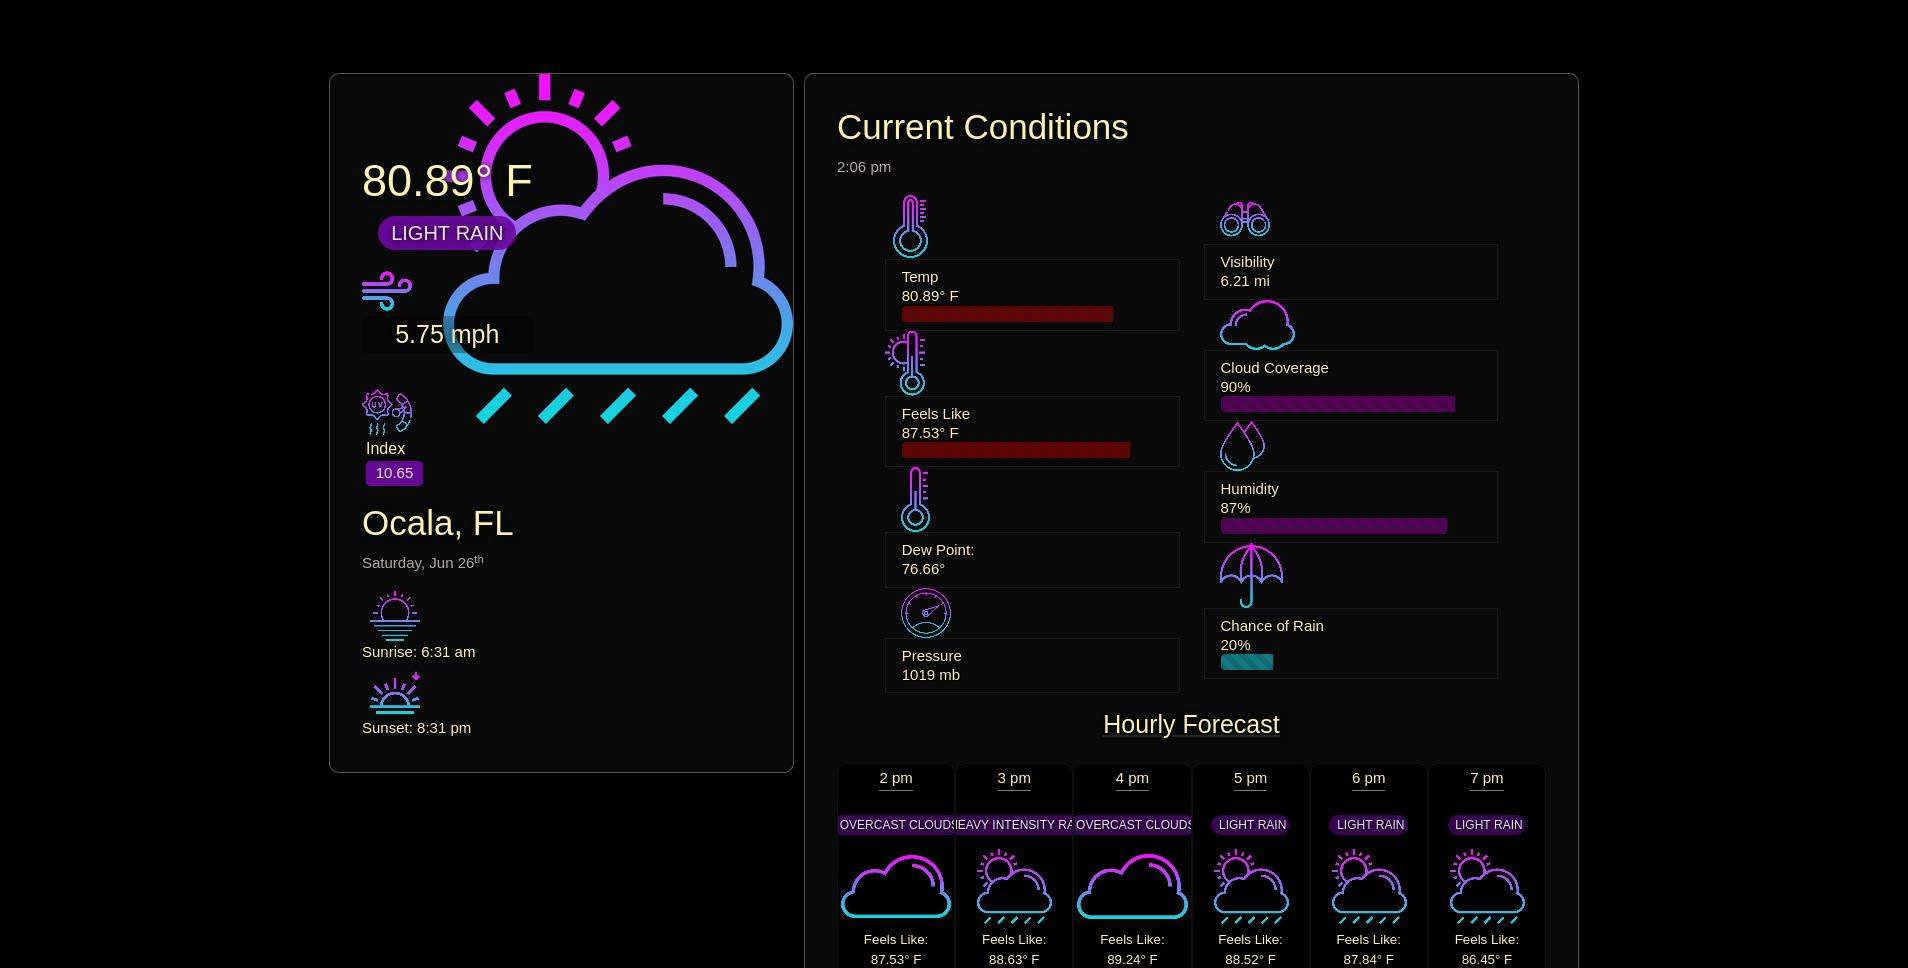 80.89° F
LIGHT RAIN
5.75 mph
UV
Index
10.65
Ocala, FL
Saturday, Jun 26th
Sunrise: 6:31 am
Sunset: 8:31 pm
Current Conditions
2:06 pm
Temp
80.89° F
Feels Like
87.53° F
Dew Point:
76.66°
Pressure
1019 mb
Visibility
6.21 mi
Cloud Coverage
90%
Humidity
87%
Chance of Rain
20%
Hourly Forecast
2 pm 3 pm 4 pm 5 pm 6 pm 7 pm
OVERCAST CLOUDS EAVY INTENSITY RA OVERCAST CLOUDS LIGHT RAIN LIGHT RAIN LIGHT RAIN
Feels Like: Feels Like: Feels Like: Feels Like: Feels Like: Feels Like:
87.53° F 88.63° F 89.24° F 88.52° F 87.84° F 86.45° F